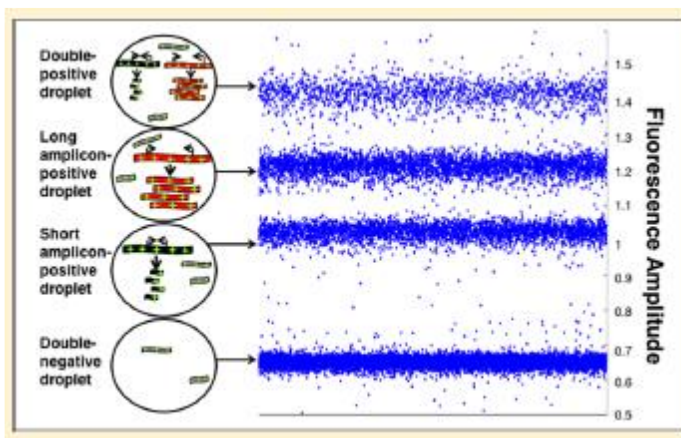 Double-
positive
droplet
Long
amplicon-
positive
droplet
Short
amplicon-
positive
droplet
Double-
negative
droplet
1.5
1.4
1.3
1.2
1.1
1
0.9
0.8
0.7
0.6
0.5
Fluorescence Amplitude